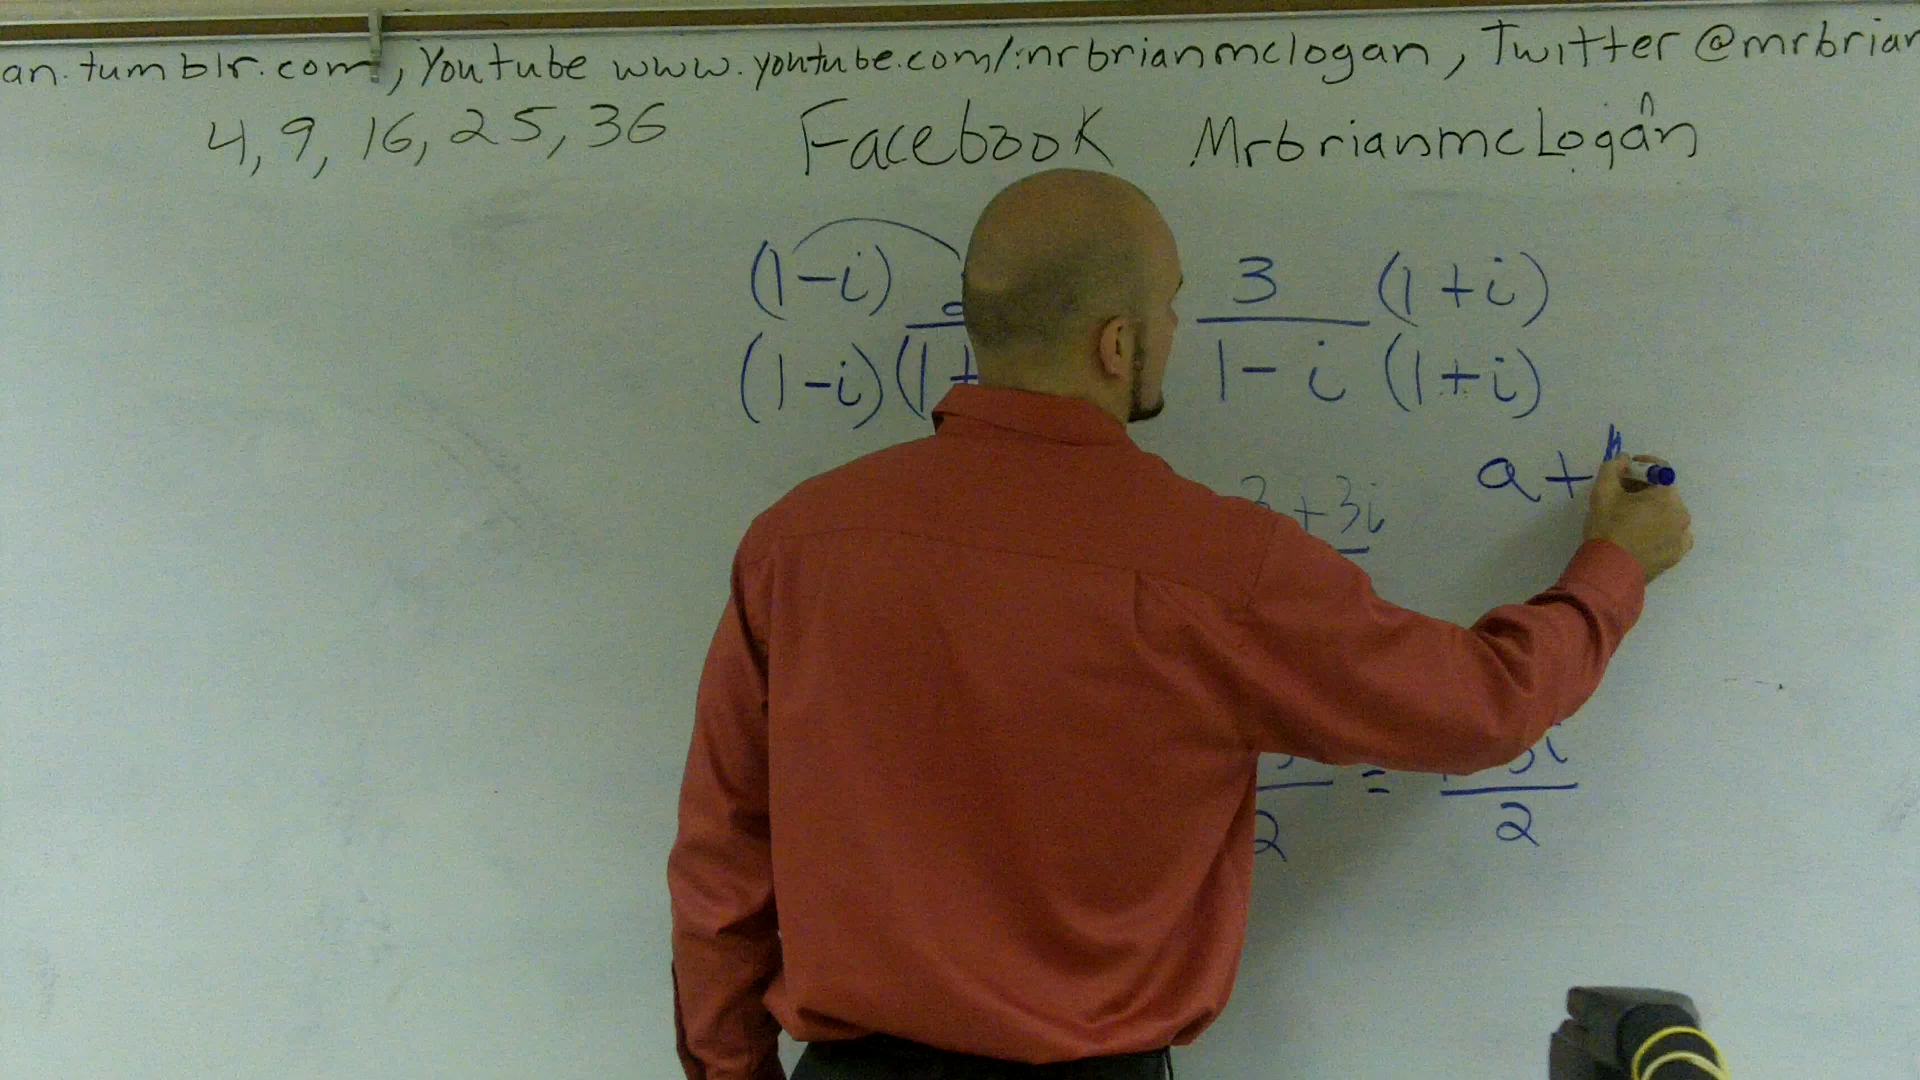 an.tumblr.com, Youtube www.youtube.com/mrbrianmclogan, Twitter @mrbrian
4, 9, 16, 25, 36 Facebook MrbrianmcLogan
(1-i) 3 (1+i)
(1-i)(1+ 1-i (1+i)
a+
3+3i
= 3i
2 2